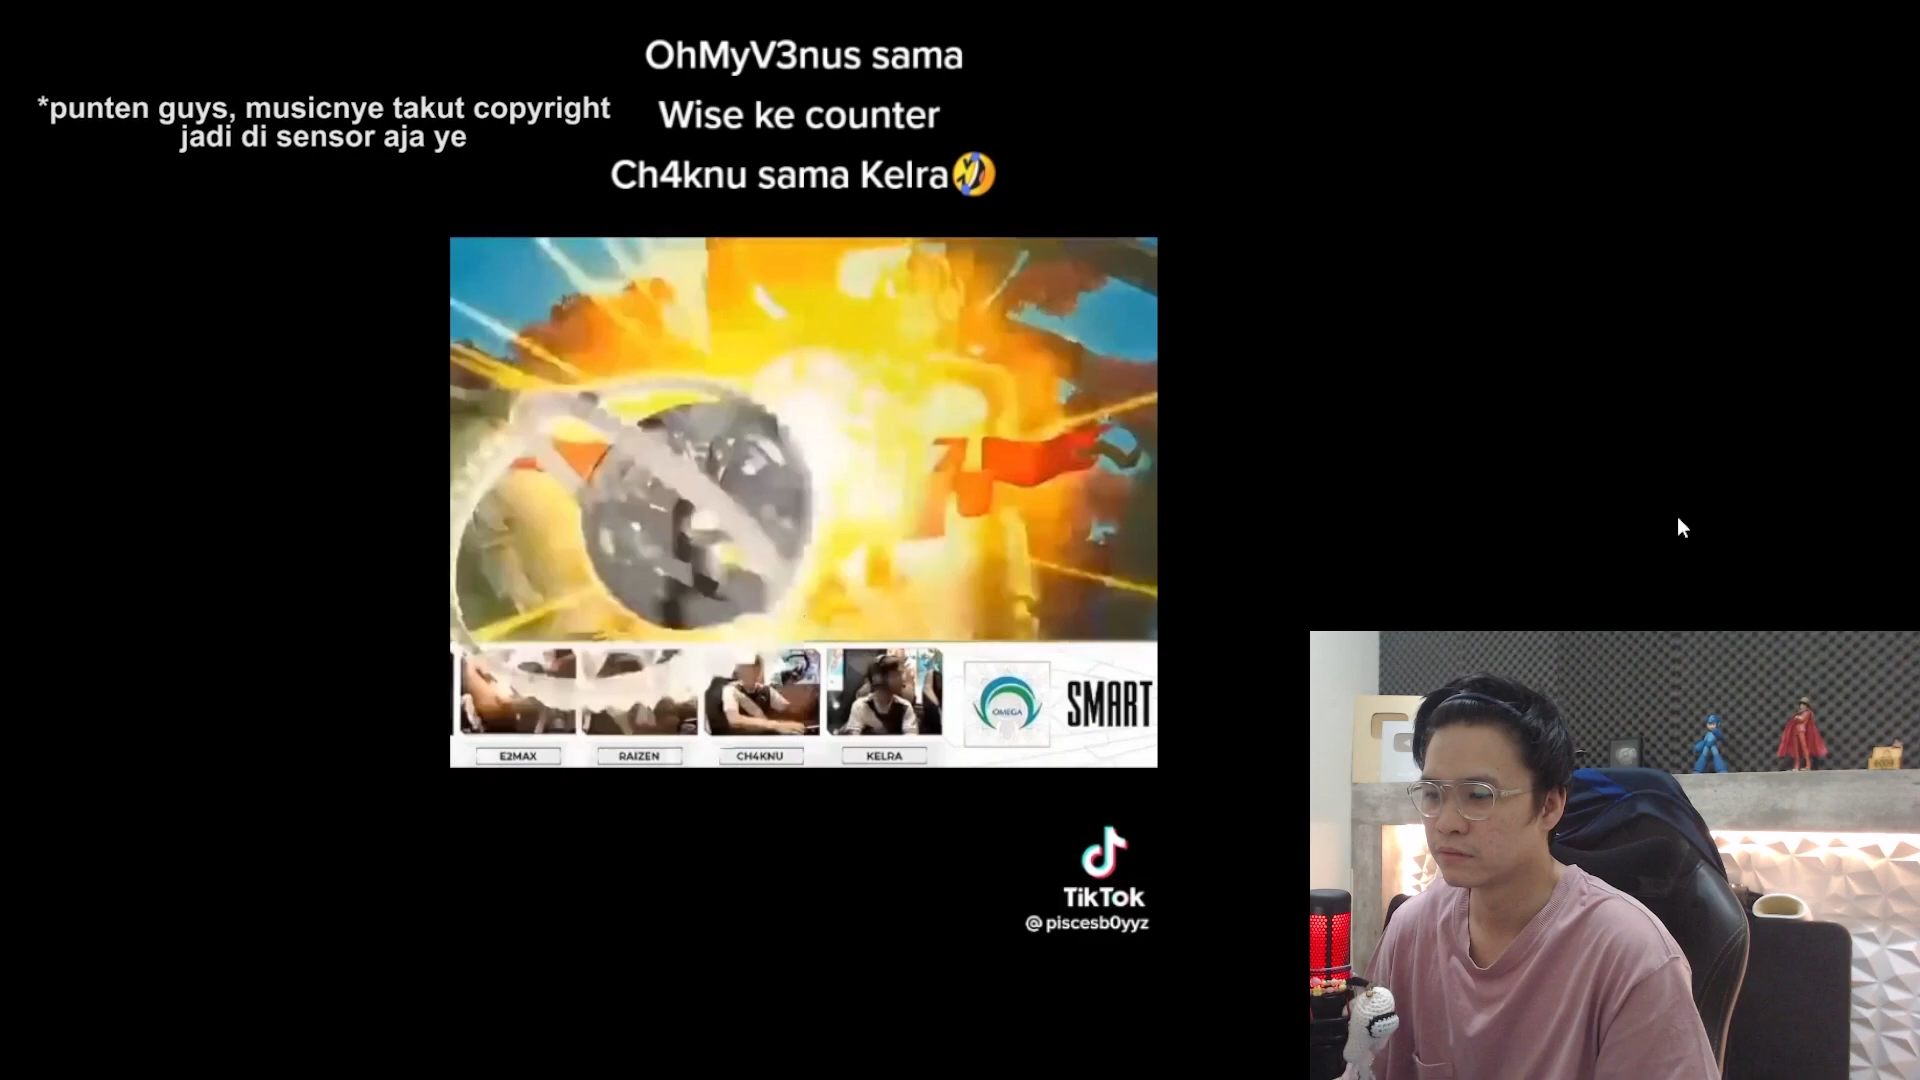 OhMyV3nus sama
Wise ke counter
Ch4knu sama Kelra🤣
*punten guys, musicnye takut copyright
jadi di sensor aja ye
OMEGA
SMART
E2MAX
RAIZEN
CH4KNU
KELRA
TikTok
@piscesb0yyz